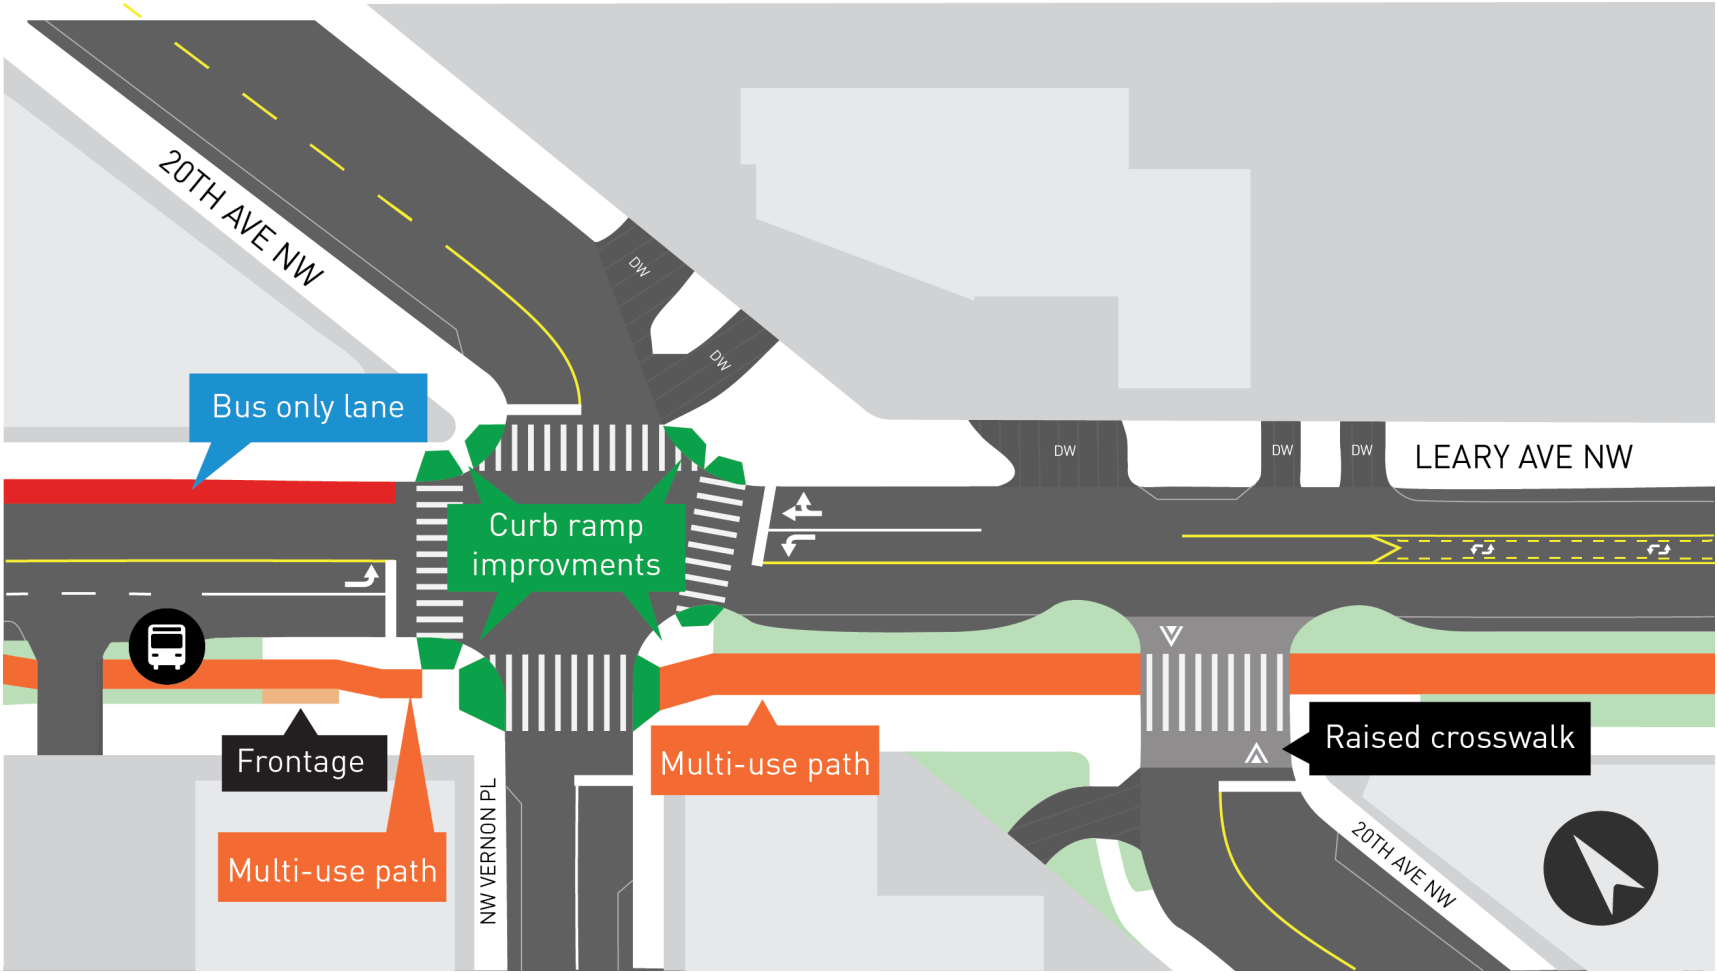 20TH AVE NW
DW
DW
Bus only lane
DW
DW
DW
LEARY AVE NW
Curb ramp
improvments
Frontage
Multi-use path
Raised crosswalk
Multi-use path
NW VERNON PL
20TH AVE NW